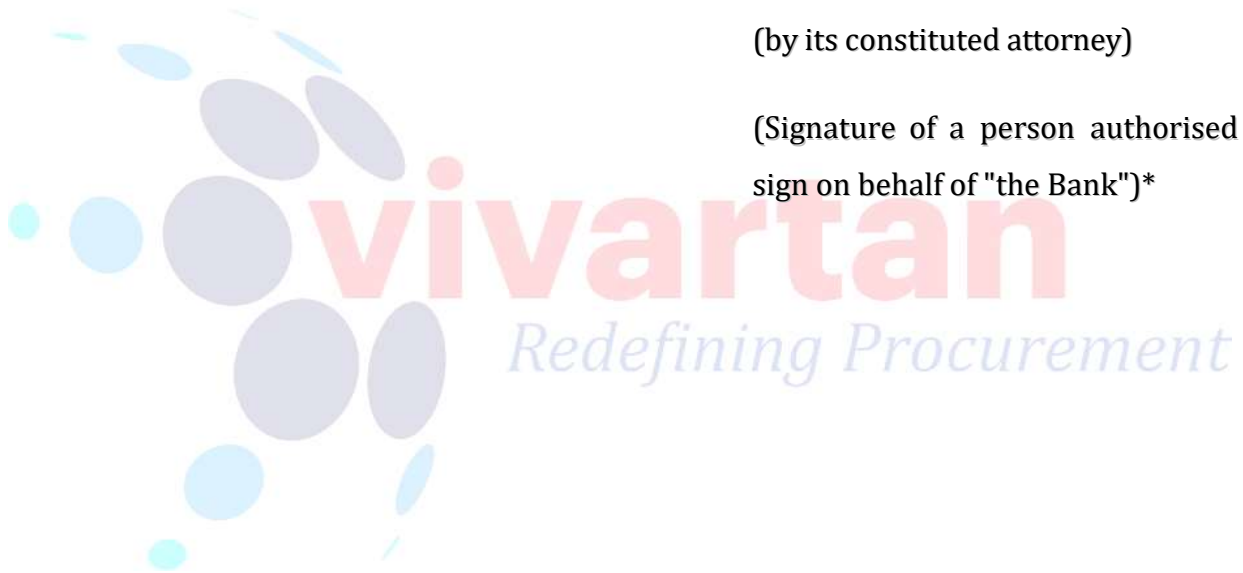 (by its constituted attorney)
(Signature of a person authorised
sign on behalf of "the Bank")*
vivartan
Redefining Procurement